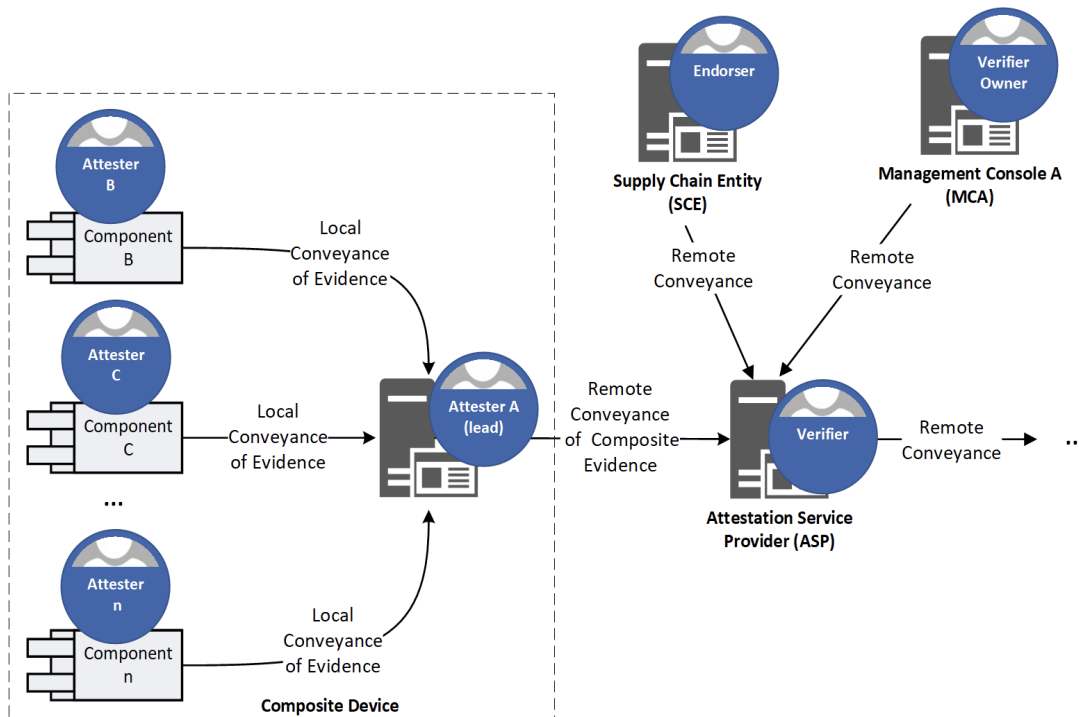 Endorser
Verifier
Owner
Supply Chain Entity
(SCE)
Management Console A
(MCA)
Attester
B
Component
B
Local
Conveyance
of Evidence
Remote
Conveyance
Remote
Conveyance
Attester
C
Component
C
Local
Conveyance
of Evidence
Attester A
(lead)
Remote
Conveyance
of Composite
Evidence
Verifier
Remote
Conveyance
...
Attestation Service
Provider (ASP)
...
Attester
n
Component
n
Local
Conveyance
of Evidence
Composite Device